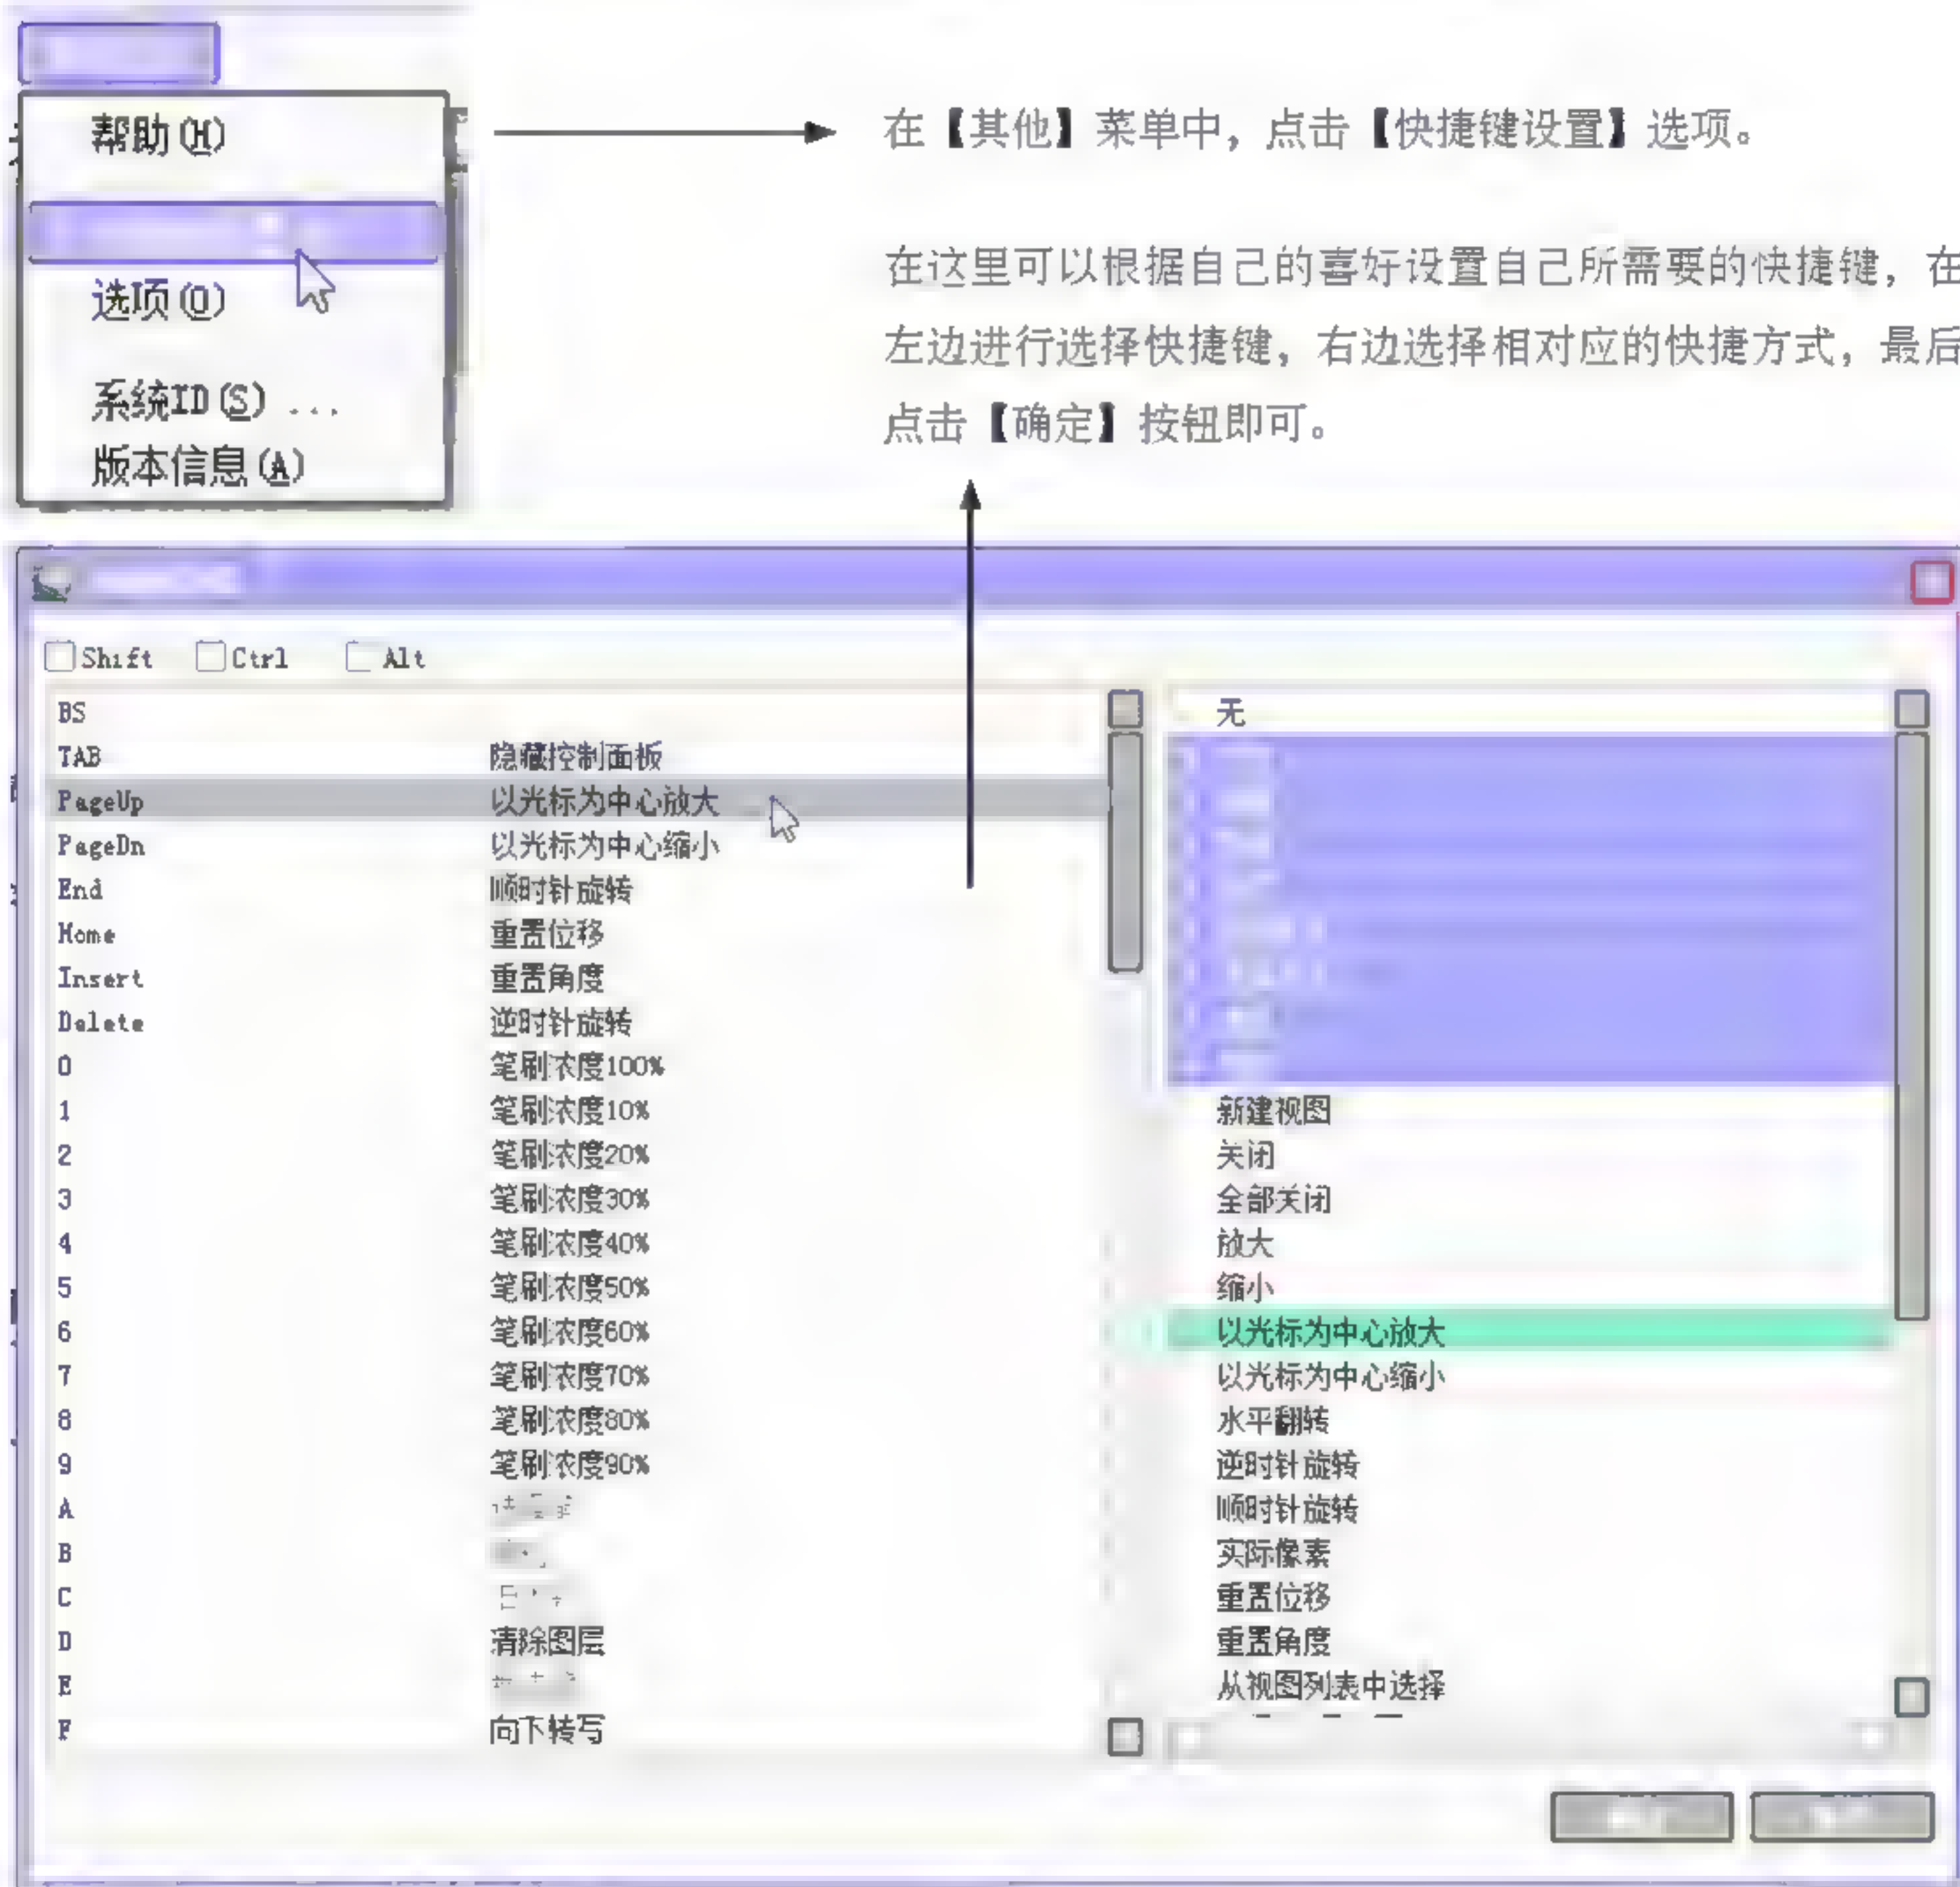 帮助(H)
选项(O)
系统ID(S)...
版本信息(A)
在【其他】菜单中，点击【快捷键设置】选项。
在这里可以根据自己的喜好设置自己所需要的快捷键，在
左边进行选择快捷键，右边选择相对应的快捷方式，最后
点击【确定】按钮即可。
Shift Ctrl Alt
BS
TAB 隐藏控制面板
PageUp 以光标为中心放大
PageDn 以光标为中心缩小
End 顺时针旋转
Home 重置位移
Insert 重置角度
Delete 逆时针旋转
0 笔刷浓度100%
1 笔刷浓度10%
2 笔刷浓度20%
3 笔刷浓度30%
4 笔刷浓度40%
5 笔刷浓度50%
6 笔刷浓度60%
7 笔刷浓度70%
8 笔刷浓度80%
9 笔刷浓度90%
A
B
C
D 清除图层
E
F 向下转写
无
新建视图
关闭
全部关闭
放大
缩小
以光标为中心放大
以光标为中心缩小
水平翻转
逆时针旋转
顺时针旋转
实际像素
重置位移
重置角度
从视图列表中选择